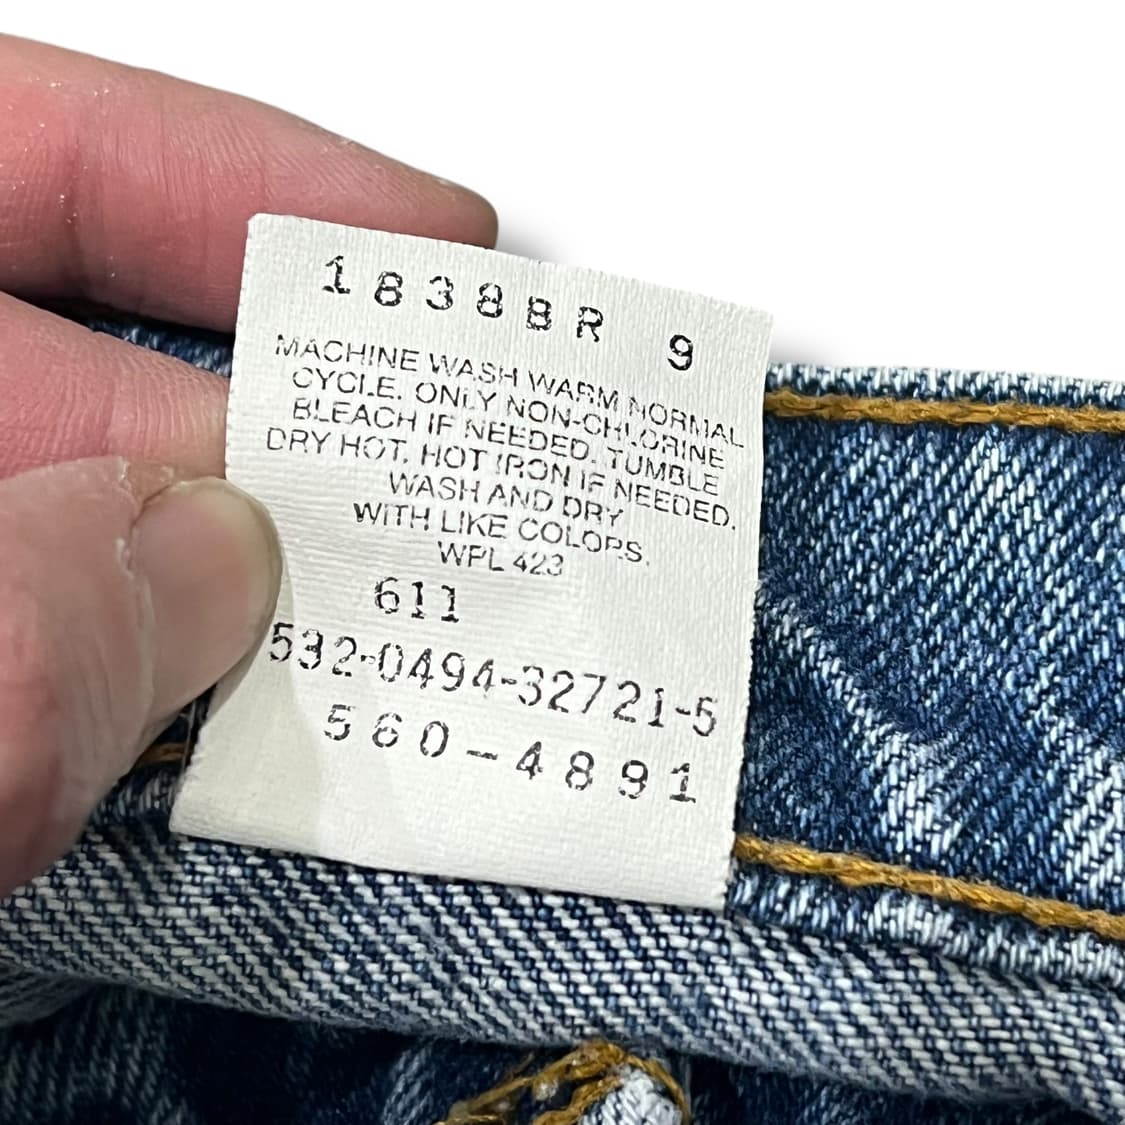 18388R 9
MACHINE WASH WARM NORMAL
CYCLE. ONLY NON-CHLORINE
BLEACH IF NEEDED. TUMBLE
DRY HOT. HOT IRON IF NEEDED.
WASH AND DRY
WITH LIKE COLORS.
WPL 423
611
532-0494-32721-5
560-4891